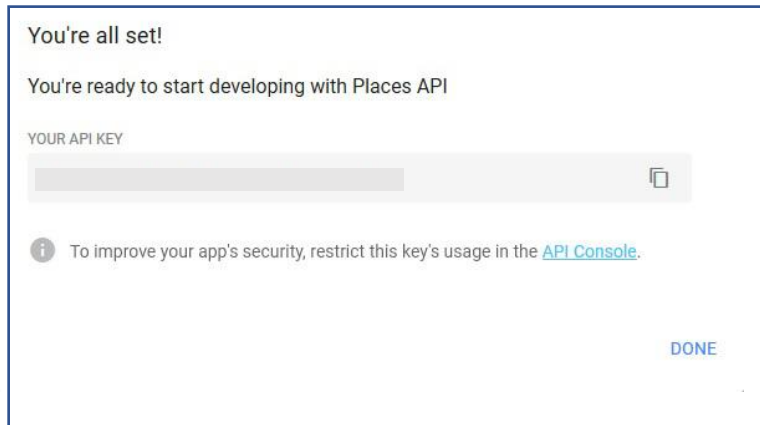 You're all set!
You're ready to start developing with Places API
YOUR API KEY
To improve your app's security, restrict this key's usage in the API Console.
DONE